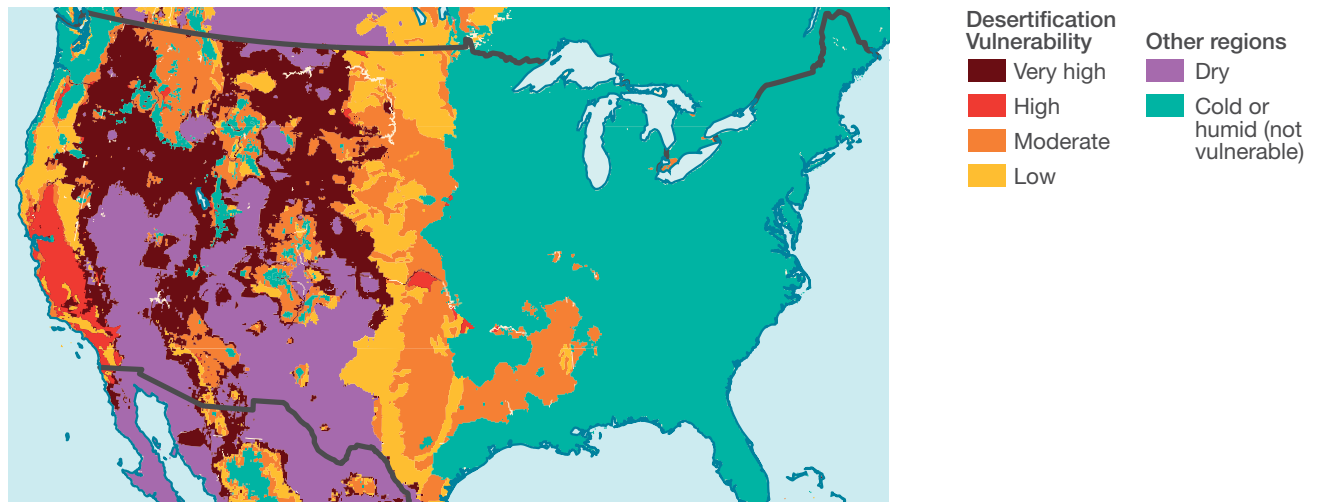 Desertification
Vulnerability
Very high
High
Moderate
Low
Other regions
Dry
Cold or
humid (not
vulnerable)